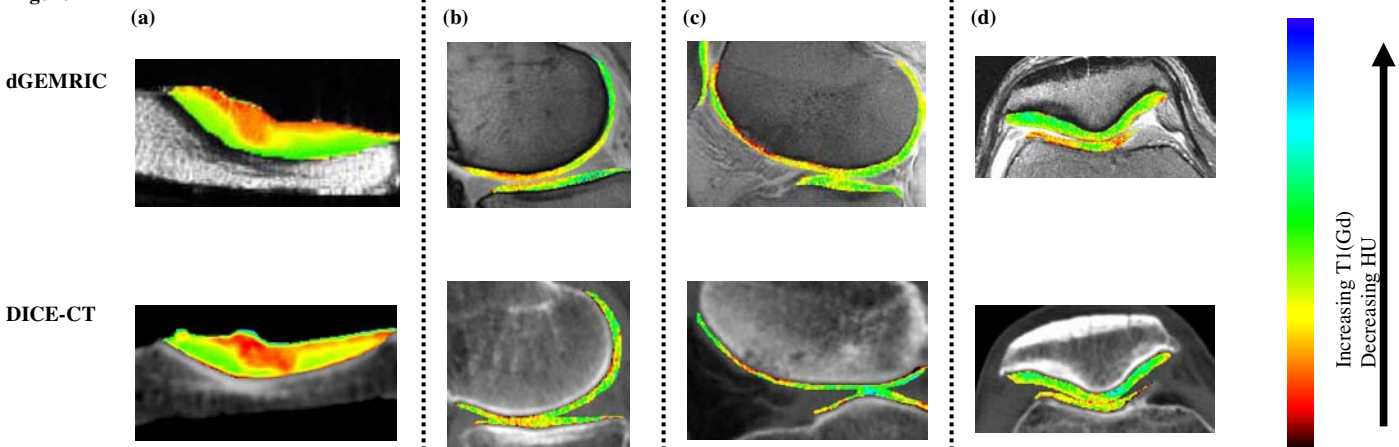 (a)
(b)
(c)
(d)
dGEMRIC
DICE-CT
Increasing T1(Gd)
Decreasing HU